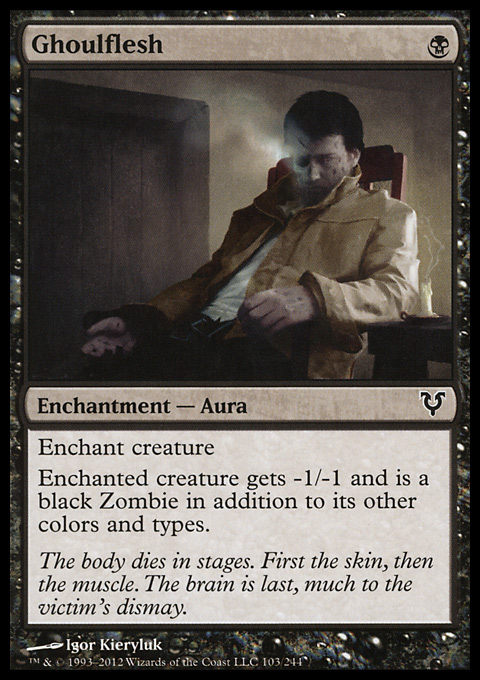 Ghoulflesh
Enchantment — Aura
Enchant creature
Enchanted creature gets -1/-1 and is a
black Zombie in addition to its other
colors and types.
The body dies in stages. First the skin, then
the muscle. The brain is last, much to the
victim's dismay.
Igor Kieryluk
™ & © 1993–2012 Wizards of the Coast LLC 103/244